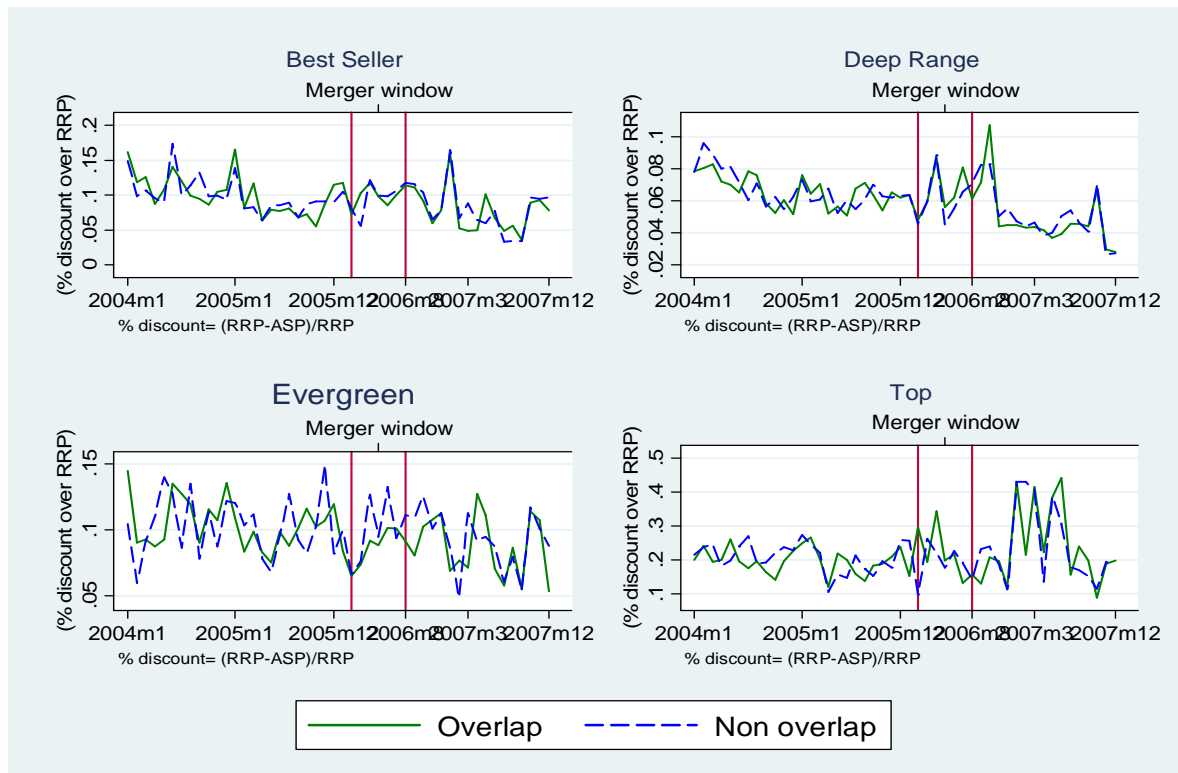 Best Seller
Merger window
(% discount over RRP)
.2
.15
.1
.05
0
2004m1 2005m1 2005m12 2006m8 2007m3 2007m12
% discount= (RRP-ASP)/RRP
Deep Range
Merger window
(% discount over RRP)
.1
.08
.06
.04
.02
2004m1 2005m1 2005m12 2006m8 2007m3 2007m12
% discount= (RRP-ASP)/RRP
Evergreen
Merger window
(% discount over RRP)
.15
.1
.05
2004m1 2005m1 2005m12 2006m8 2007m3 2007m12
% discount= (RRP-ASP)/RRP
Top
Merger window
(% discount over RRP)
.5
.4
.3
.2
.1
2004m1 2005m1 2005m12 2006m8 2007m3 2007m12
% discount= (RRP-ASP)/RRP
Overlap Non overlap